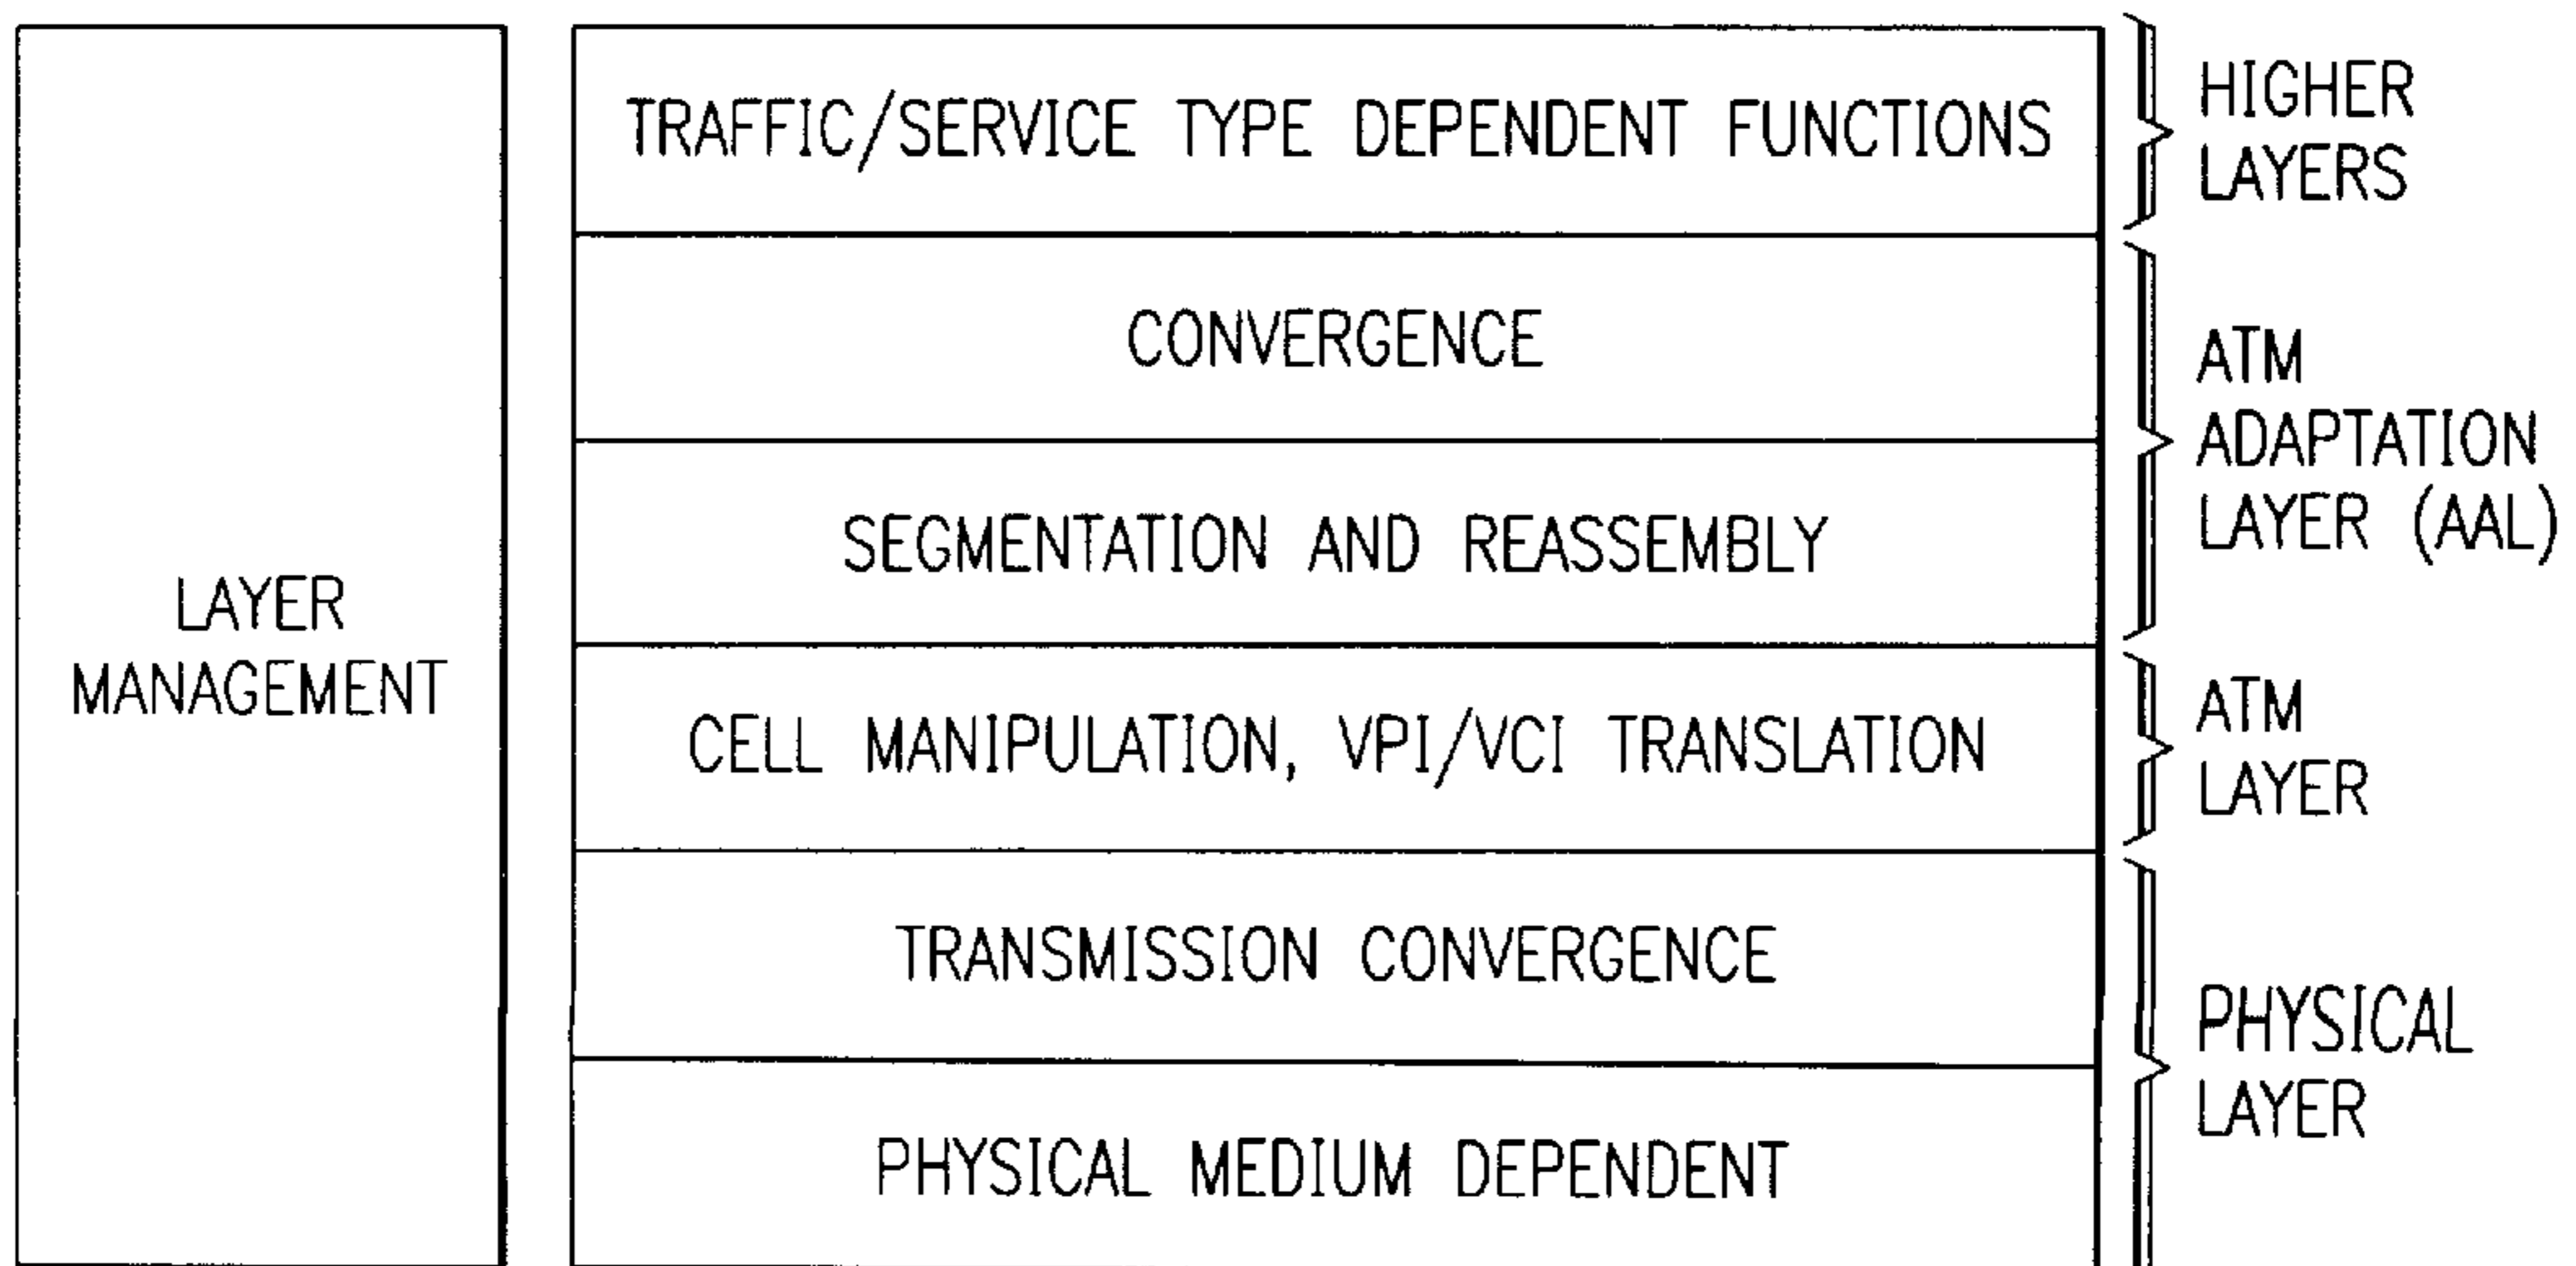 LAYER
MANAGEMENT
TRAFFIC/SERVICE TYPE DEPENDENT FUNCTIONS
CONVERGENCE
SEGMENTATION AND REASSEMBLY
CELL MANIPULATION, VPI/VCI TRANSLATION
TRANSMISSION CONVERGENCE
PHYSICAL MEDIUM DEPENDENT
HIGHER
LAYERS
ATM
ADAPTATION
LAYER (AAL)
ATM
LAYER
PHYSICAL
LAYER